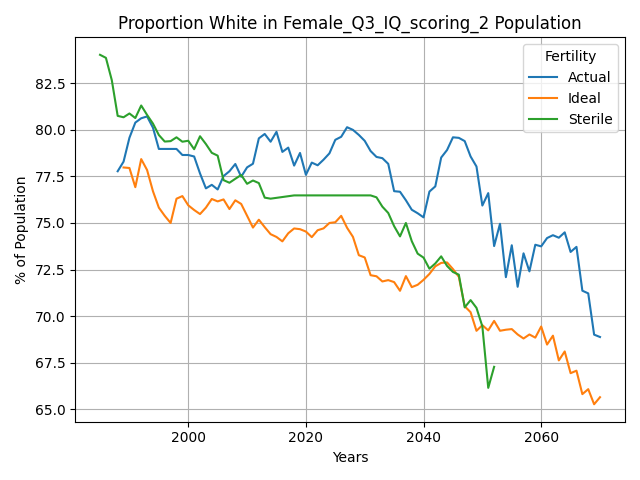 Proportion White in Female_Q3_IQ_scoring_2 Population
Fertility
Actual
Ideal
Sterile
% of Population
82.5
80.0
77.5
75.0
72.5
70.0
67.5
65.0
2000 2020 2040 2060
Years